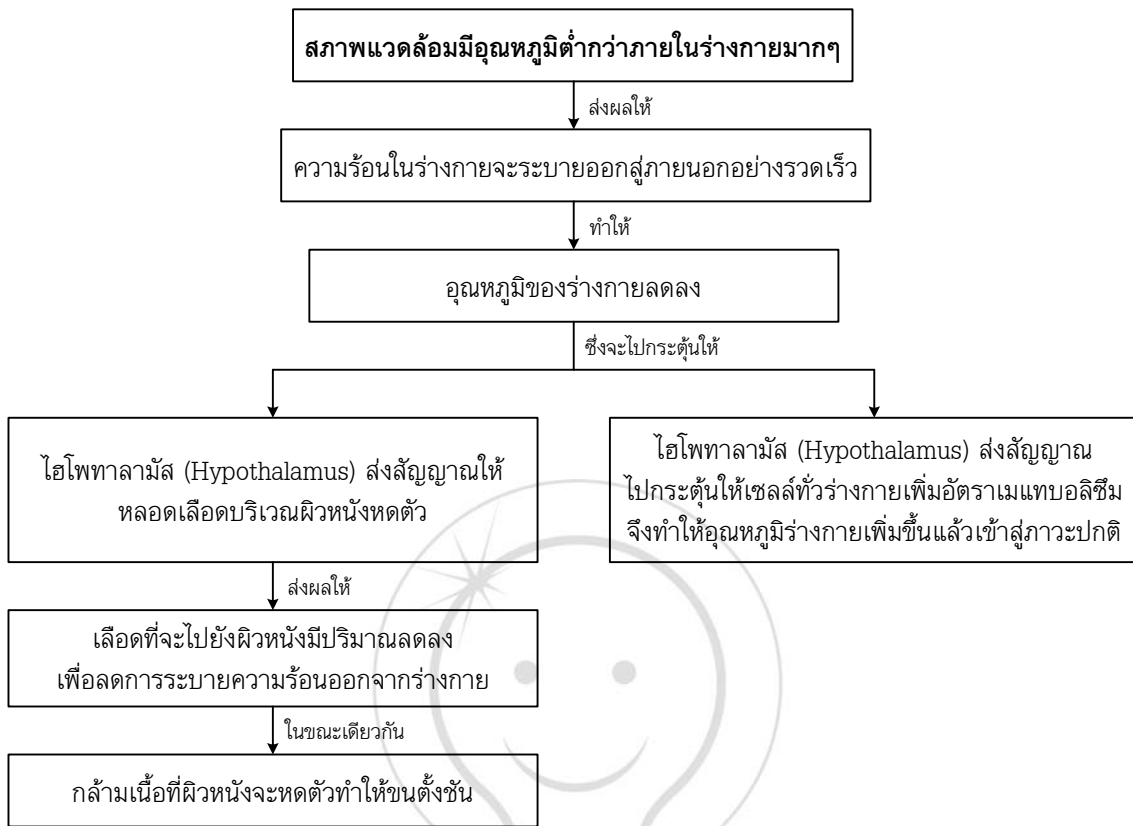 สภาพแวดล้อมมีอุณหภูมิต่ำกว่าภายในร่างกายมากๆ
ส่งผลให้
ความร้อนในร่างกายจะระบายออกสู่ภายนอกอย่างรวดเร็ว
ทำให้
อุณหภูมิของร่างกายลดลง
ซึ่งจะไปกระตุ้นให้
ไฮโพทาลามัส (Hypothalamus) ส่งสัญญาณให้
หลอดเลือดบริเวณผิวหนังหดตัว
ไฮโพทาลามัส (Hypothalamus) ส่งสัญญาณ
ไปกระตุ้นให้เซลล์ทั่วร่างกายเพิ่มอัตราเมแทบอลิซึม
จึงทำให้อุณหภูมิร่างกายเพิ่มขึ้นแล้วเข้าสู่ภาวะปกติ
ส่งผลให้
เลือดที่จะไปยังผิวหนังมีปริมาณลดลง
เพื่อลดการระบายความร้อนออกจากร่างกาย
ในขณะเดียวกัน
กล้ามเนื้อที่ผิวหนังจะหดตัวทำให้ขนตั้งชัน